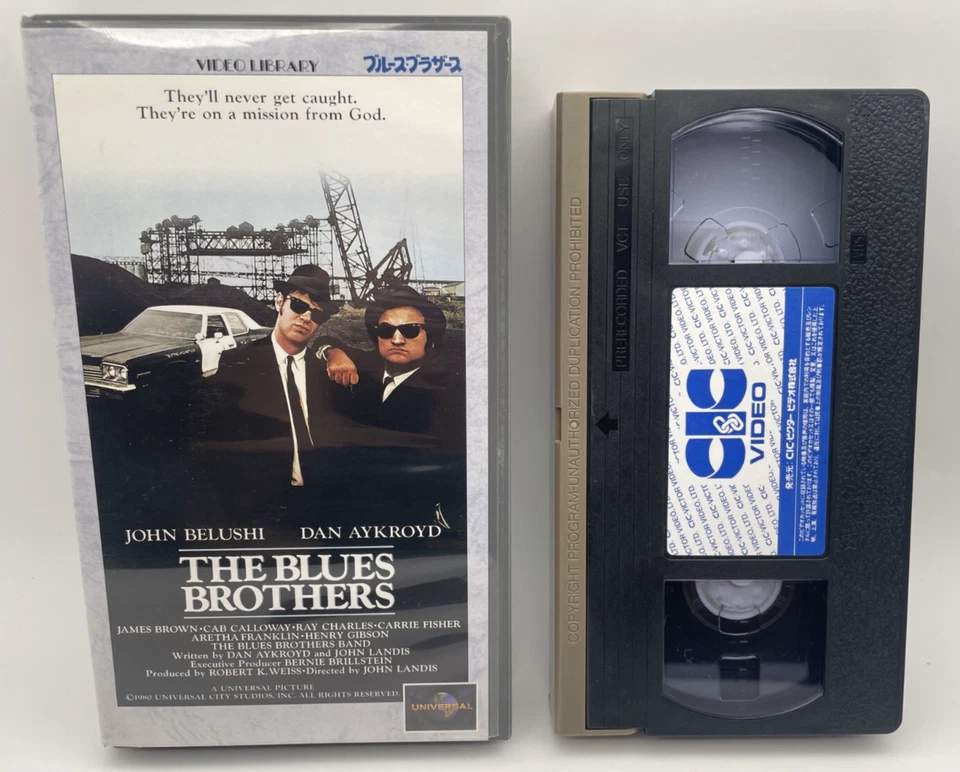 VIDEO LIBRARY
ブルースブラザース
They'll never get caught.
They're on a mission from God.
JOHN BELUSHI DAN AYKROYD
THE BLUES
BROTHERS
JAMES BROWN•CAB CALLOWAY•RAY CHARLES•CARRIE FISHER
ARETHA FRANKLIN•HENRY GIBSON
THE BLUES BROTHERS BAND
Written by DAN AYKROYD and JOHN LANDIS
Executive Producer BERNIE BRILLSTEIN
Produced by ROBERT K. WEISS•Directed by JOHN LANDIS
A UNIVERSAL PICTURE
©1980 UNIVERSAL CITY STUDIOS, INC. ALL RIGHTS RESERVED.
UNIVERSAL
COPYRIGHT PROGRAM-UNAUTHORIZED DUPLICATION PROHIBITED
PRERECORDED VCT USE ONLY
VHS
CIC
VIDEO
発売元：CIC・ビクター ビデオ株式会社